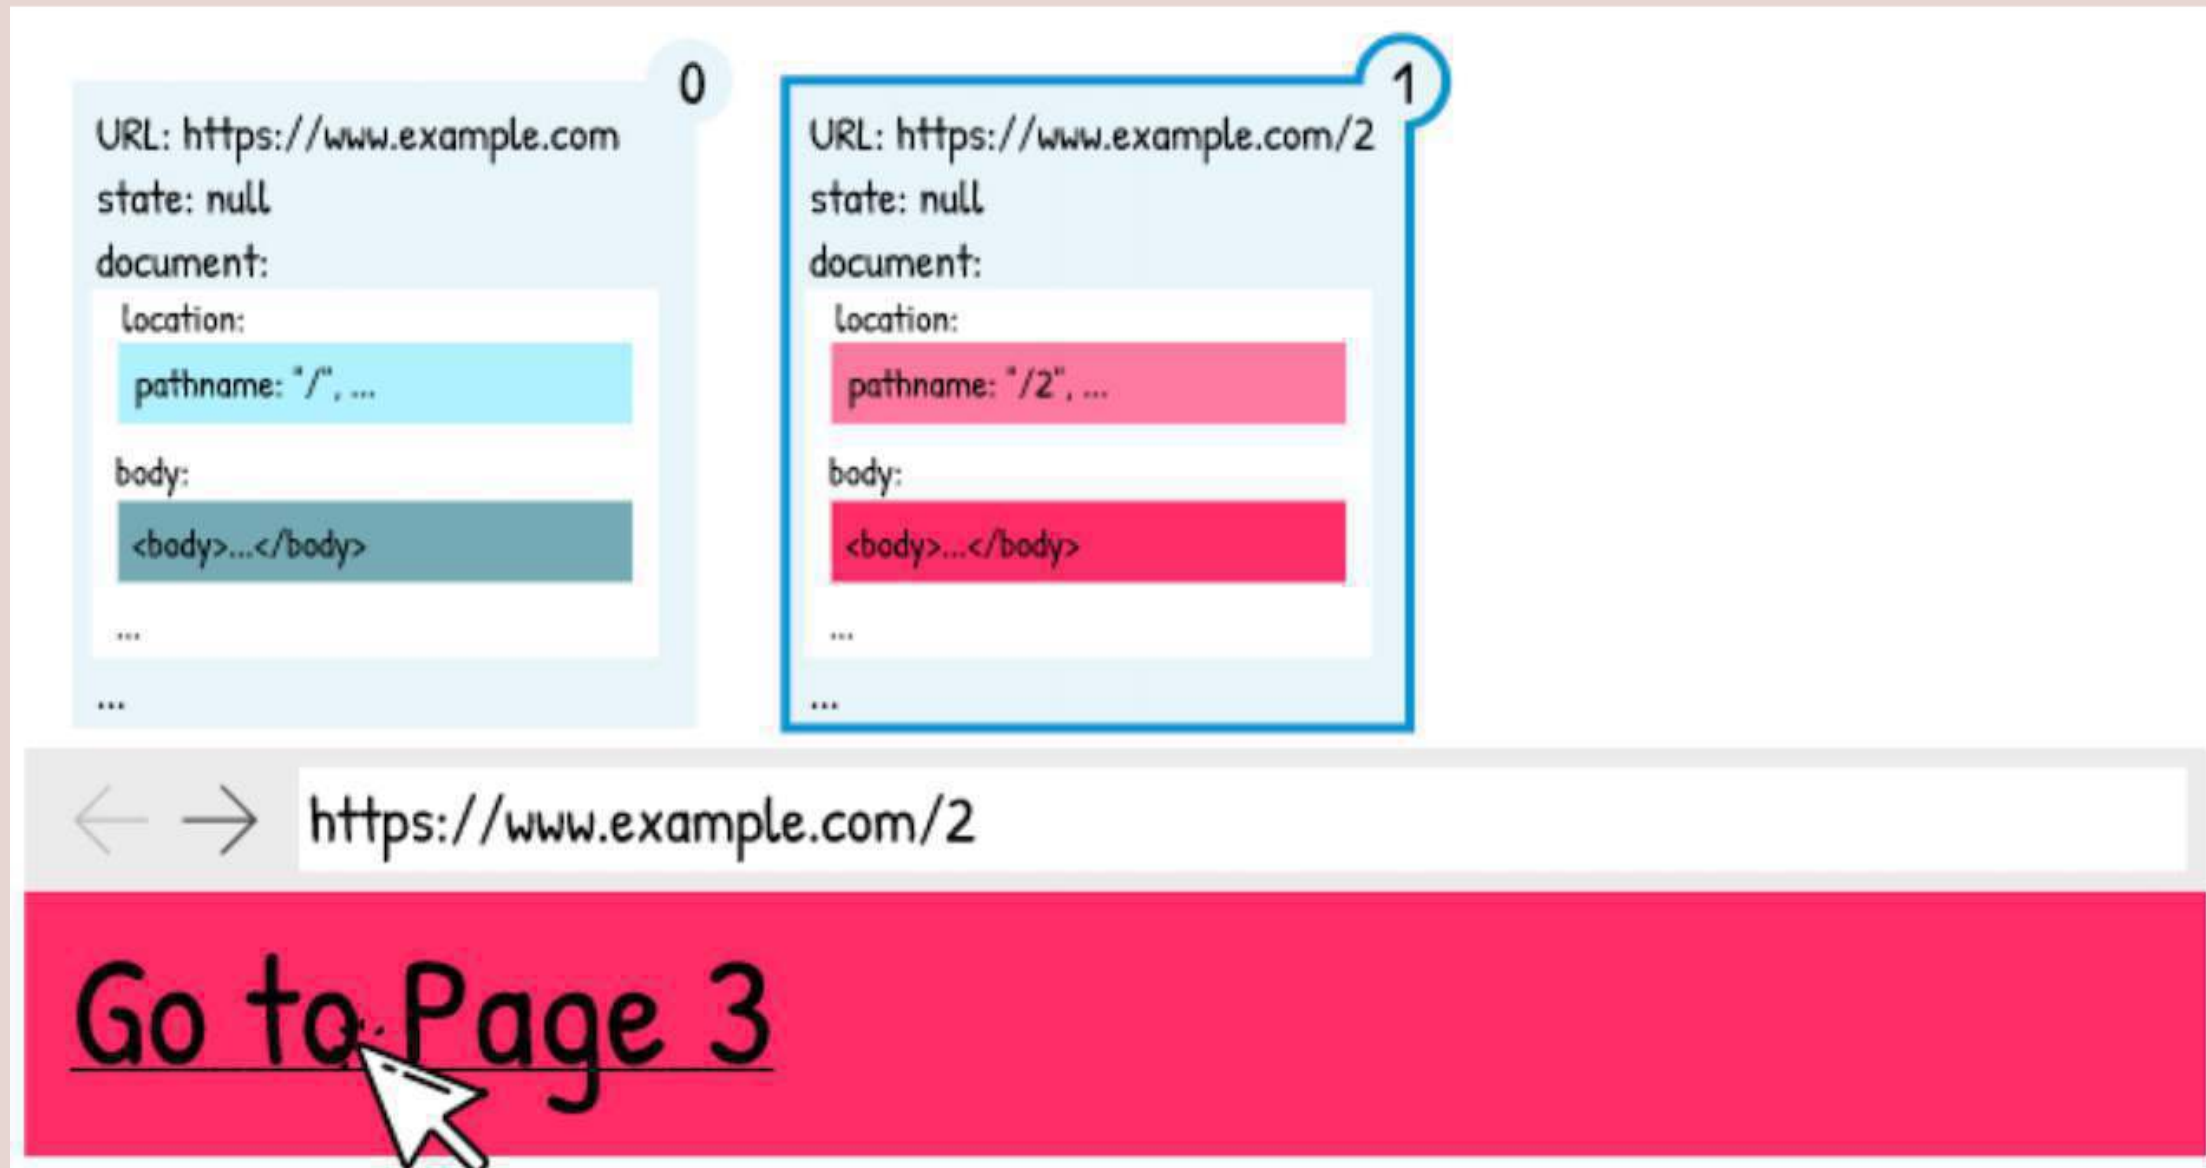 0
URL: https://www.example.com
state: null
document:
location:
pathname: "/", ...
body:
<body>...</body>
...
...
1
URL: https://www.example.com/2
state: null
document:
location:
pathname: "/2", ...
body:
<body>...</body>
...
...
https://www.example.com/2
Go to Page 3